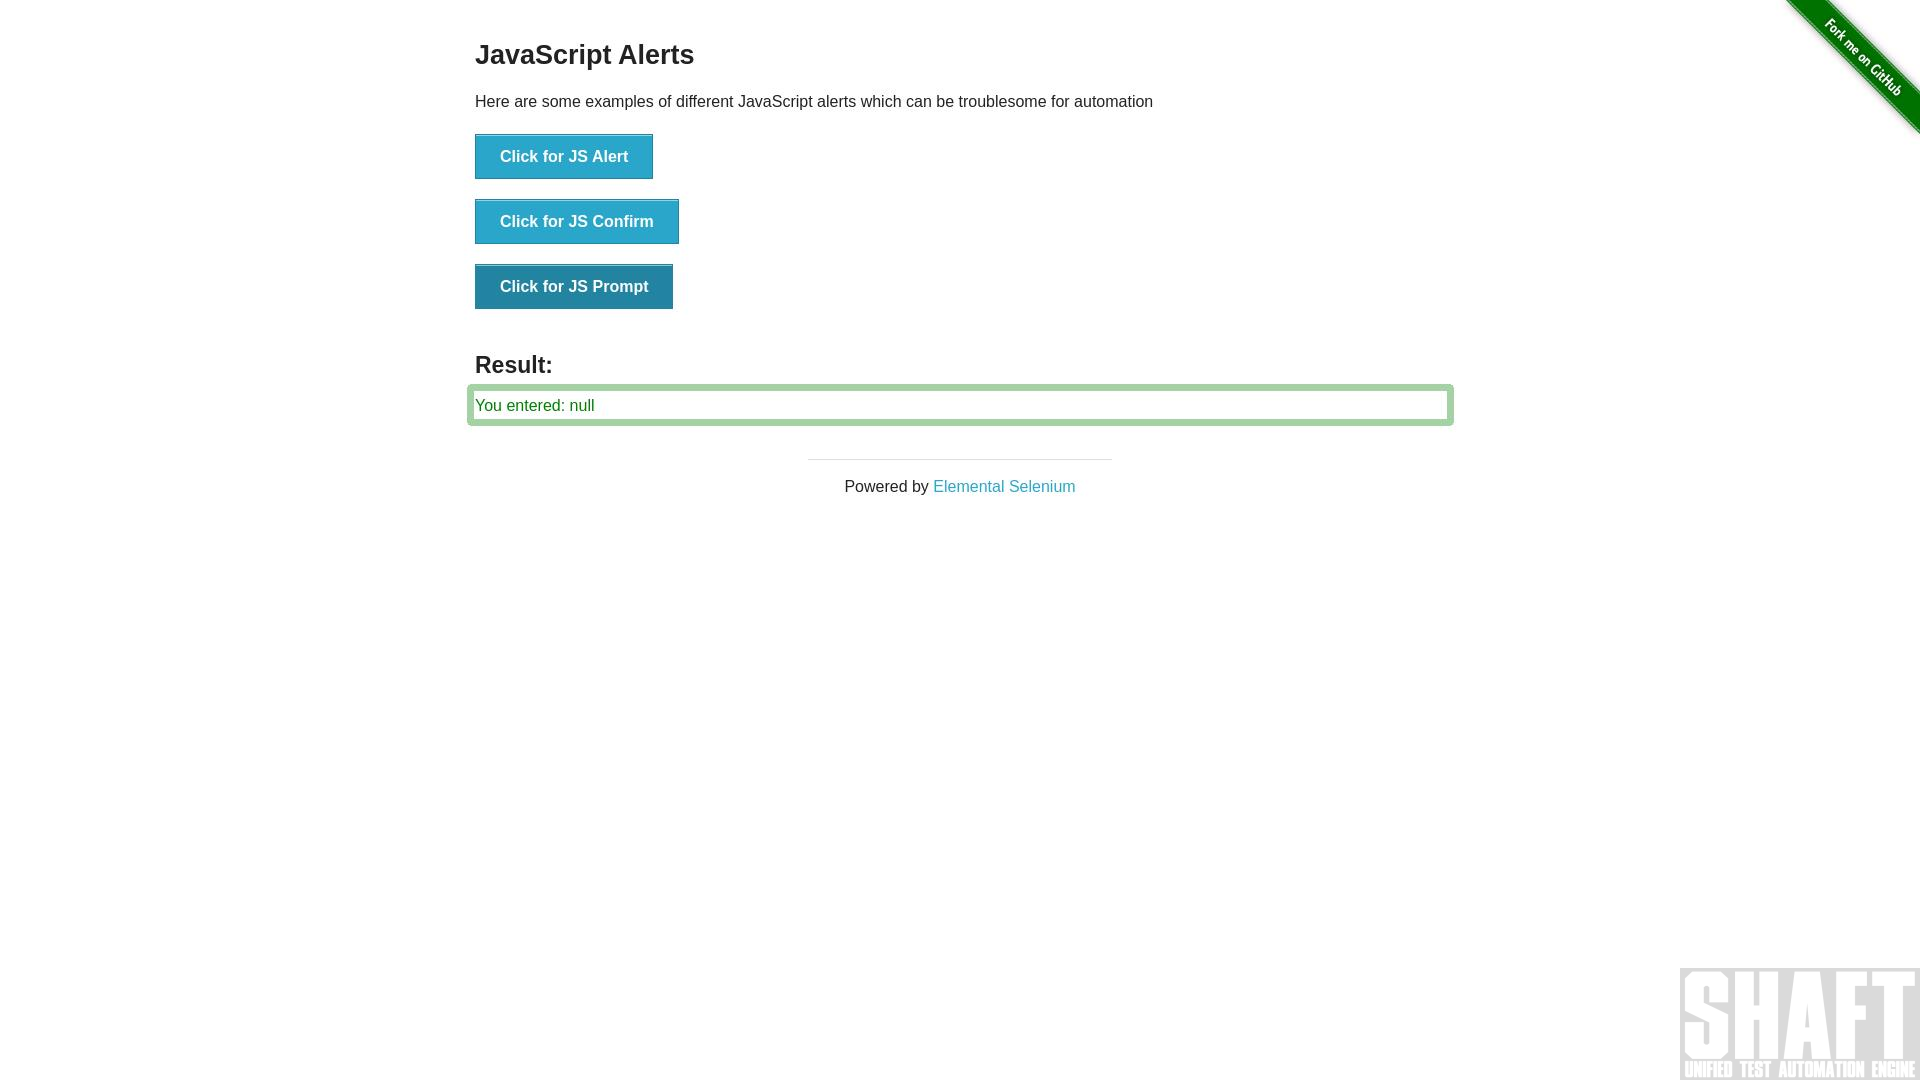 JavaScript Alerts
Fork me on GitHub
Here are some examples of different JavaScript alerts which can be troublesome for automation
Click for JS Alert
Click for JS Confirm
Click for JS Prompt
Result:
You entered: null
Powered by Elemental Selenium
SHAFT
UNIFIED TEST AUTOMATION ENGINE